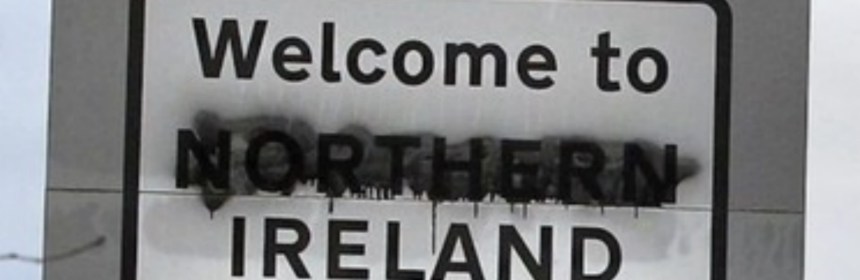 Welcome to
NORTHERN
IRELAND